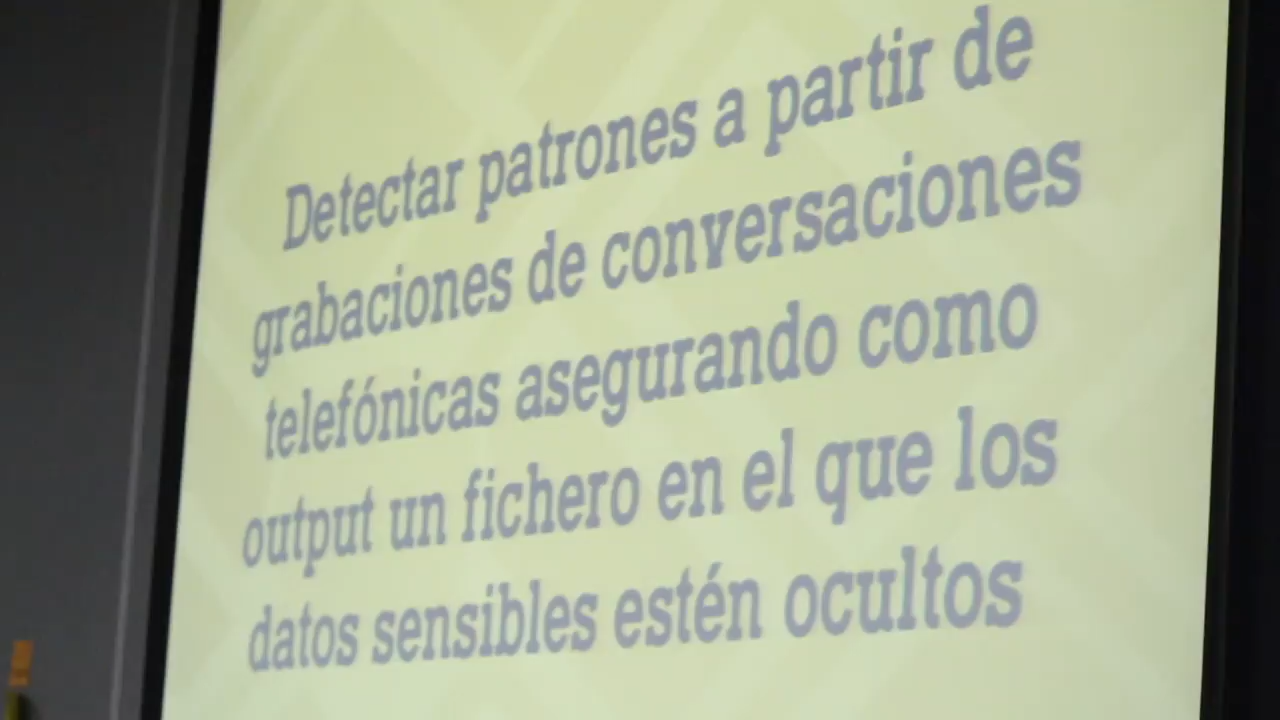 Detectar patrones a partir de
grabaciones de conversaciones
telefónicas asegurando como
output un fichero en el que los
datos sensibles estén ocultos